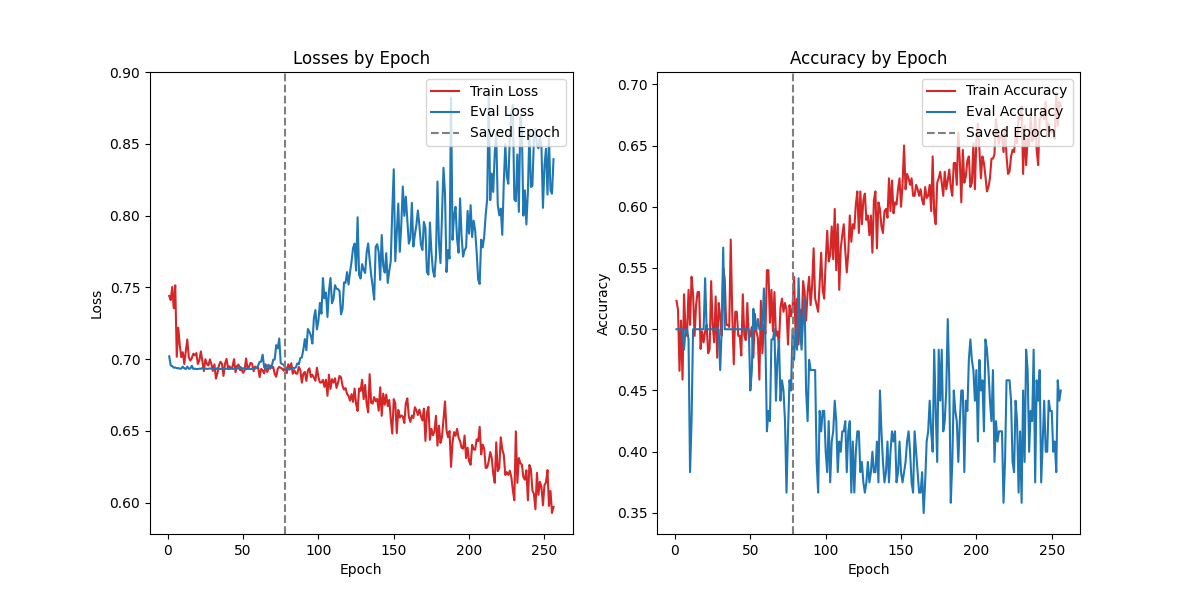 Losses by Epoch
0.90
0.85
0.80
0.75
0.70
0.65
0.60
Loss
0
50
100
150
200
250
Epoch
Train Loss
Eval Loss
Saved Epoch
Accuracy by Epoch
0.70
0.65
0.60
0.55
0.50
0.45
0.40
0.35
Accuracy
0
50
100
150
200
250
Epoch
Train Accuracy
Eval Accuracy
Saved Epoch